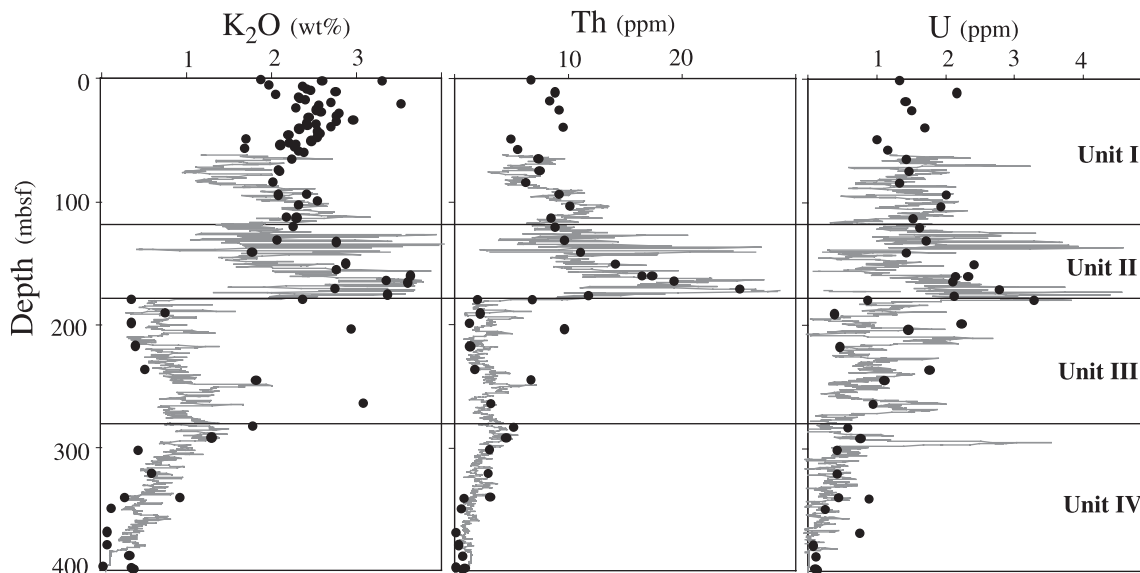 K₂O (wt%) Th (ppm) U (ppm)
1 2 3 10 20 1 2 3 4
0
Unit I
100
Unit II
Depth (mbsf)
200
Unit III
300
Unit IV
400